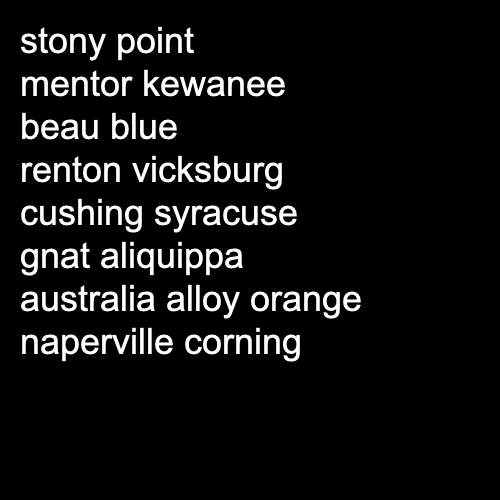 stony point
mentor kewanee
beau blue
renton vicksburg
cushing syracuse
gnat aliquippa
australia alloy orange
naperville corning